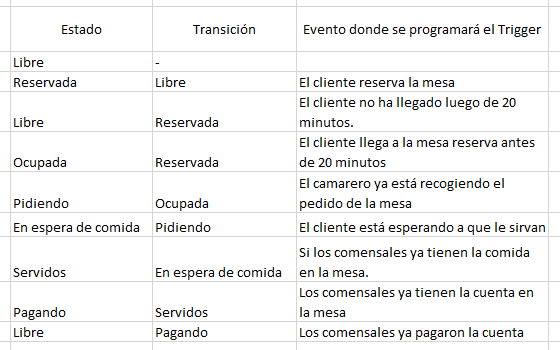 Estado Transición Evento donde se programará el Trigger
Libre -
Reservada Libre El cliente reserva la mesa
El cliente no ha llegado luego de 20
Libre Reservada minutos.
El cliente llega a la mesa reserva antes
Ocupada Reservada de 20 minutos
El camarero ya está recogiendo el
Pidiendo Ocupada pedido de la mesa
En espera de comida Pidiendo El cliente está esperando a que le sirvan
Si los comensales ya tienen la comida
Servidos En espera de comida en la mesa.
Los comensales ya tienen la cuenta en
Pagando Servidos la mesa
Libre Pagando Los comensales ya pagaron la cuenta